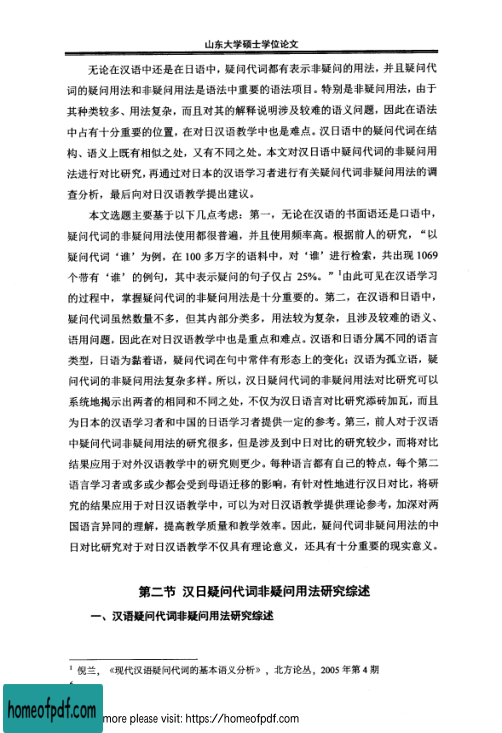 山东大学硕士学位论文
无论在汉语中还是在日语中，疑问代词都有表示非疑问的用法，并且疑问代
词的疑问用法和非疑问用法是语法中重要的语法项目。特别是非疑问用法，由于
其种类较多、用法复杂，而且对其的解释说明涉及较难的语义问题，因此在语法
中占有十分重要的位置，在对日汉语教学中也是难点。汉日语中的疑问代词在结
构、语义上既有相似之处，又有不同之处。本文对汉日语中疑问代词的非疑问用
法进行对比研究，再通过对日本的汉语学习者进行有关疑问代词非疑问用法的调
查分析，最后向对日汉语教学提出建议。
本文选题主要基于以下几点考虑：第一，无论在汉语的书面语还是口语中，
疑问代词的非疑问用法使用都很普遍，并且使用频率高。根据前人的研究，“以
疑问代词‘谁’为例，在 100 多万字的语料中，对‘谁’进行检索，共出现 1069
个带有‘谁’的例句，其中表示疑问的句子仅占 25%。”¹由此可见在汉语学习
的过程中，掌握疑问代词的非疑问用法是十分重要的。第二，在汉语和日语中，
疑问代词虽然数量不多，但其内部分类多，用法较为复杂，且涉及较难的语义、
语用问题，因此在对日汉语教学中也是重点和难点。汉语和日语分属不同的语言
类型，日语为黏着语，疑问代词在句中常伴有形态上的变化；汉语为孤立语，疑
问代词的非疑问用法复杂多样。所以，汉日疑问代词的非疑问用法对比研究可以
系统地揭示出两者的相同和不同之处，不仅为汉日语言对比研究添砖加瓦，而且
为日本的汉语学习者和中国的日语学习者提供一定的参考。第三，前人对于汉语
中疑问代词非疑问用法的研究很多，但是涉及到中日对比的研究较少，而将对比
结果应用于对外汉语教学中的研究则更少。每种语言都有自己的特点，每个第二
语言学习者或多或少都会受到母语迁移的影响，有针对性地进行汉日对比，将研
究的结果应用于对日汉语教学中，可以为对日汉语教学提供理论参考，加深对两
国语言异同的理解，提高教学质量和教学效率。因此，疑问代词非疑问用法的中
日对比研究对于对日汉语教学不仅具有理论意义，还具有十分重要的现实意义。
第二节 汉日疑问代词非疑问用法研究综述
一、汉语疑问代词非疑问用法研究综述
¹ 倪兰，《现代汉语疑问代词的基本语义分析》，北方论丛，2005 年第 4 期
homeofpdf.com
more please visit: https://homeofpdf.com